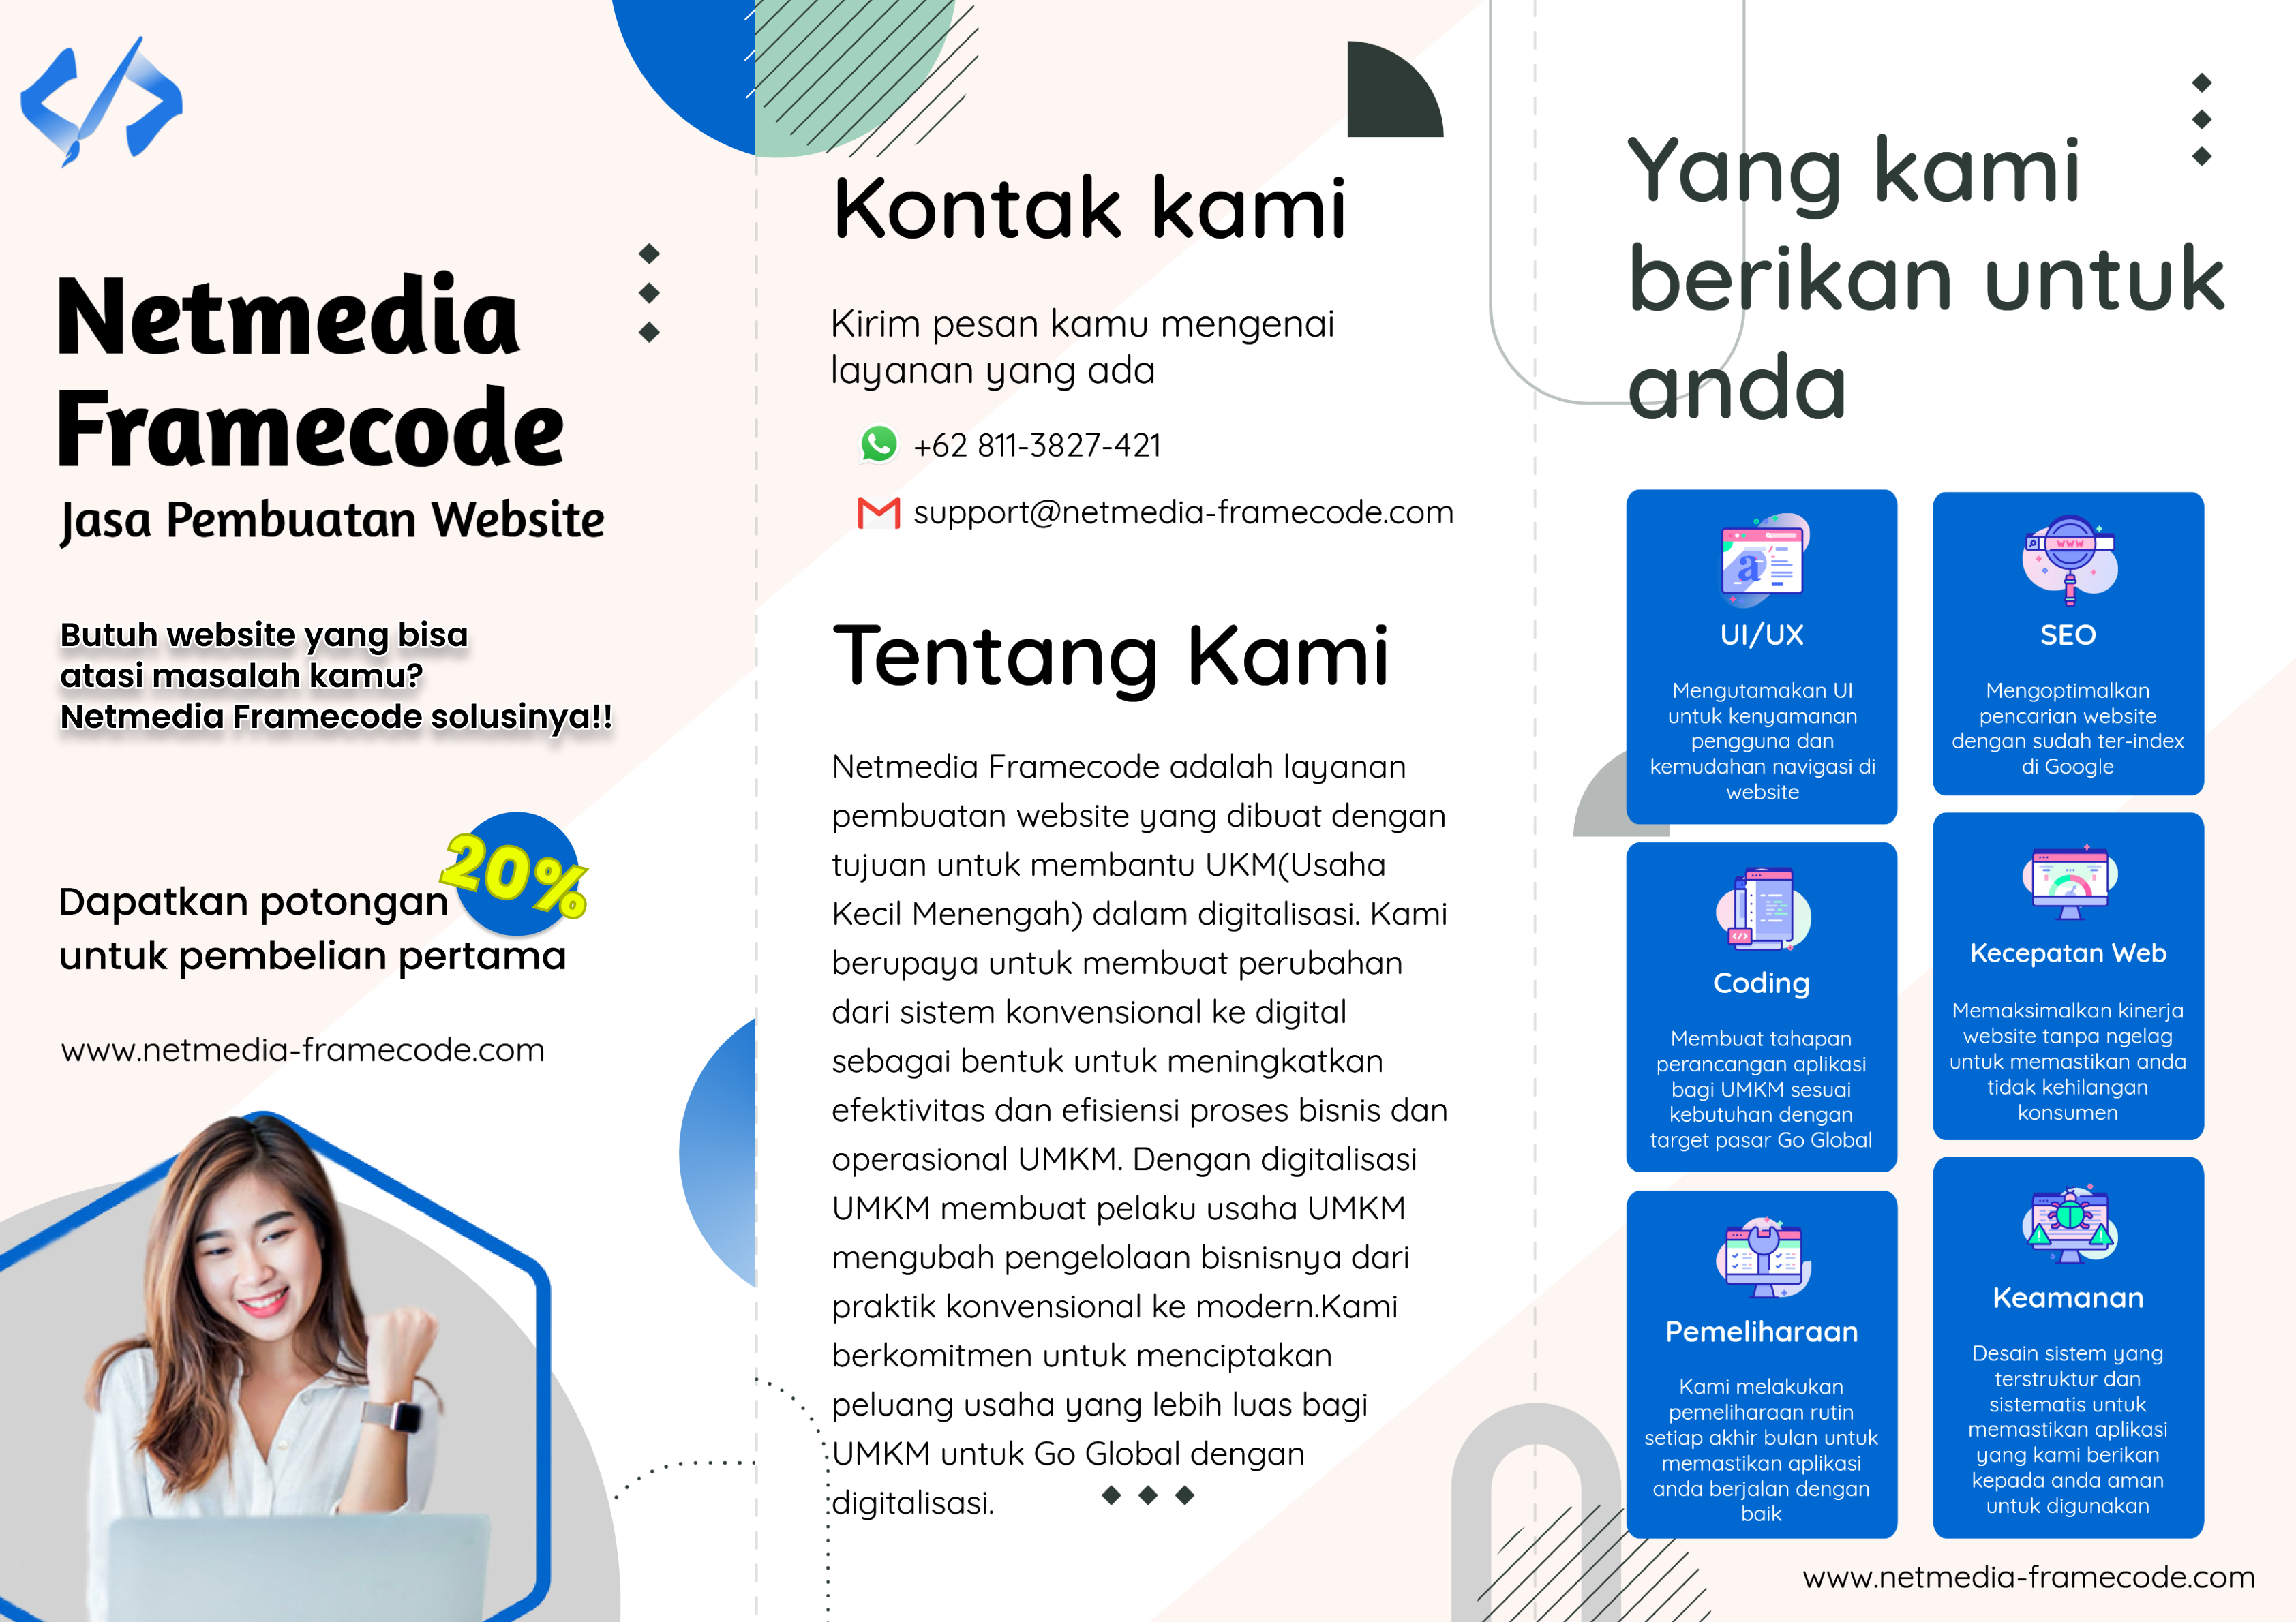 Netmedia
Framecode
Jasa Pembuatan Website
Butuh website yang bisa
atasi masalah kamu?
Netmedia Framecode solusinya!!
Dapatkan potongan 20%
untuk pembelian pertama
www.netmedia-framecode.com
Kontak kami
Kirim pesan kamu mengenai
layanan yang ada
+62 811-3827-421
support@netmedia-framecode.com
Tentang Kami
Netmedia Framecode adalah layanan
pembuatan website yang dibuat dengan
tujuan untuk membantu UKM(Usaha
Kecil Menengah) dalam digitalisasi. Kami
berupaya untuk membuat perubahan
dari sistem konvensional ke digital
sebagai bentuk untuk meningkatkan
efektivitas dan efisiensi proses bisnis dan
operasional UMKM. Dengan digitalisasi
UMKM membuat pelaku usaha UMKM
mengubah pengelolaan bisnisnya dari
praktik konvensional ke modern.Kami
berkomitmen untuk menciptakan
peluang usaha yang lebih luas bagi
UMKM untuk Go Global dengan
digitalisasi.
Yang kami
berikan untuk
anda
a
UI/UX
Mengutamakan UI
untuk kenyamanan
pengguna dan
kemudahan navigasi di
website
WWW
SEO
Mengoptimalkan
pencarian website
dengan sudah ter-index
di Google
</>
Coding
Membuat tahapan
perancangan aplikasi
bagi UMKM sesuai
kebutuhan dengan
target pasar Go Global
Kecepatan Web
Memaksimalkan kinerja
website tanpa ngelag
untuk memastikan anda
tidak kehilangan
konsumen
Pemeliharaan
Kami melakukan
pemeliharaan rutin
setiap akhir bulan untuk
memastikan aplikasi
anda berjalan dengan
baik
Keamanan
Desain sistem yang
terstruktur dan
sistematis untuk
memastikan aplikasi
yang kami berikan
kepada anda aman
untuk digunakan
www.netmedia-framecode.com